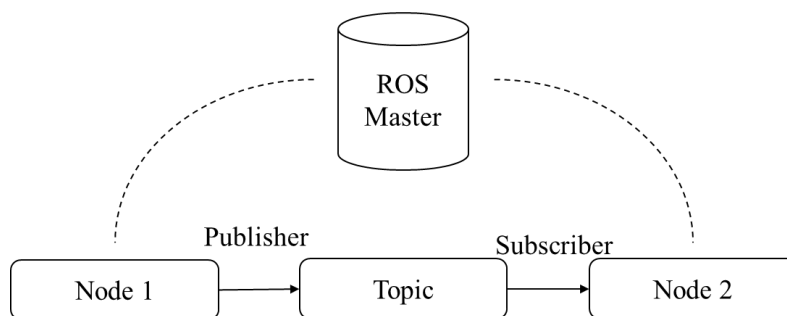 ROS
Master
Publisher
Subscriber
Node 1
Topic
Node 2